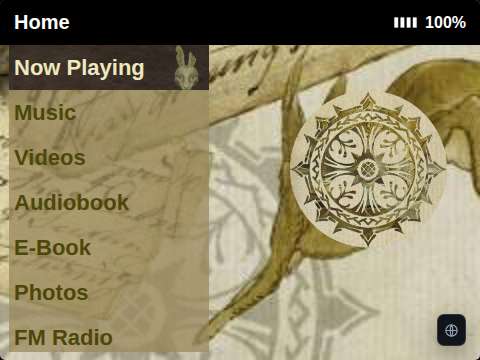 Home
100%
Now Playing
Music
Videos
Audiobook
E-Book
Photos
FM Radio